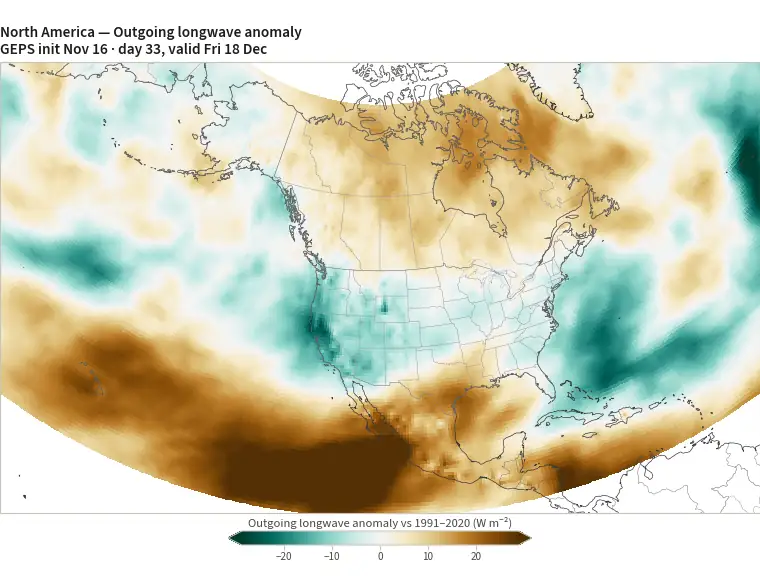 North America — Outgoing longwave anomaly
GEPS init Nov 16 · day 33, valid Fri 18 Dec
Outgoing longwave anomaly vs 1991–2020 (W m⁻²)
−20 −10 0 10 20